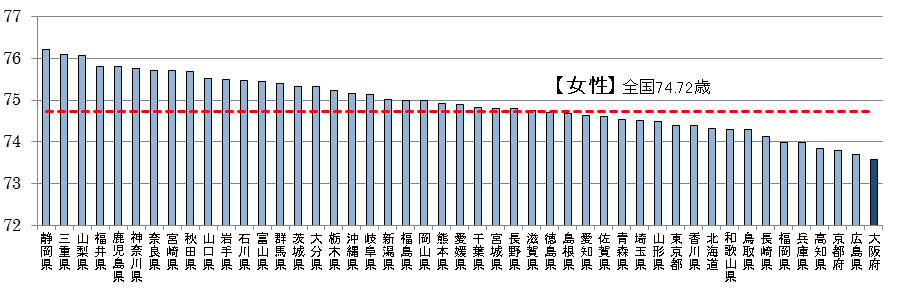 77
76
75
74
73
72
【女性】全国74.72歳
静岡県
三重県
山梨県
福井県
鹿児島県
神奈川県
奈良県
宮崎県
秋田県
山口県
岩手県
石川県
富山県
群馬県
茨城県
大分県
栃木県
沖縄県
岐阜県
新潟県
福島県
岡山県
熊本県
愛媛県
千葉県
宮城県
長野県
滋賀県
徳島県
島根県
愛知県
佐賀県
青森県
埼玉県
山形県
東京都
香川県
北海道
和歌山県
鳥取県
長崎県
福岡県
兵庫県
高知県
京都府
広島県
大阪府